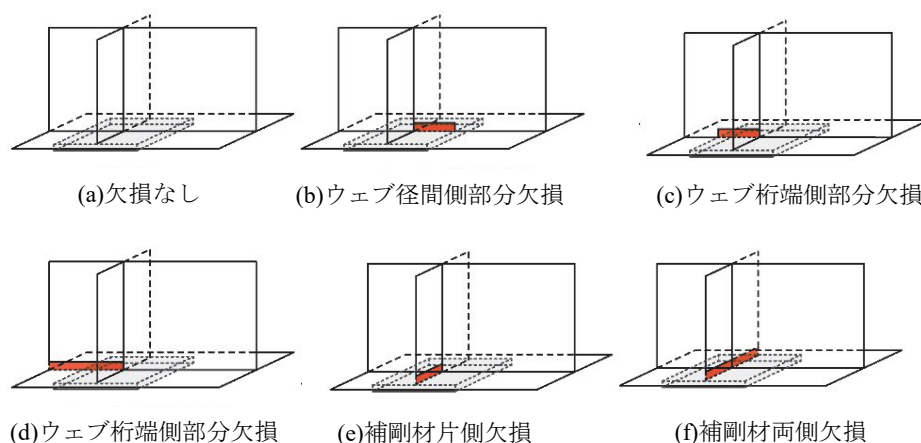 (a)欠損なし
(b)ウェブ径間側部分欠損
(c)ウェブ桁端側部分欠損
(d)ウェブ桁端側部分欠損
(e)補剛材片側欠損
(f)補剛材両側欠損